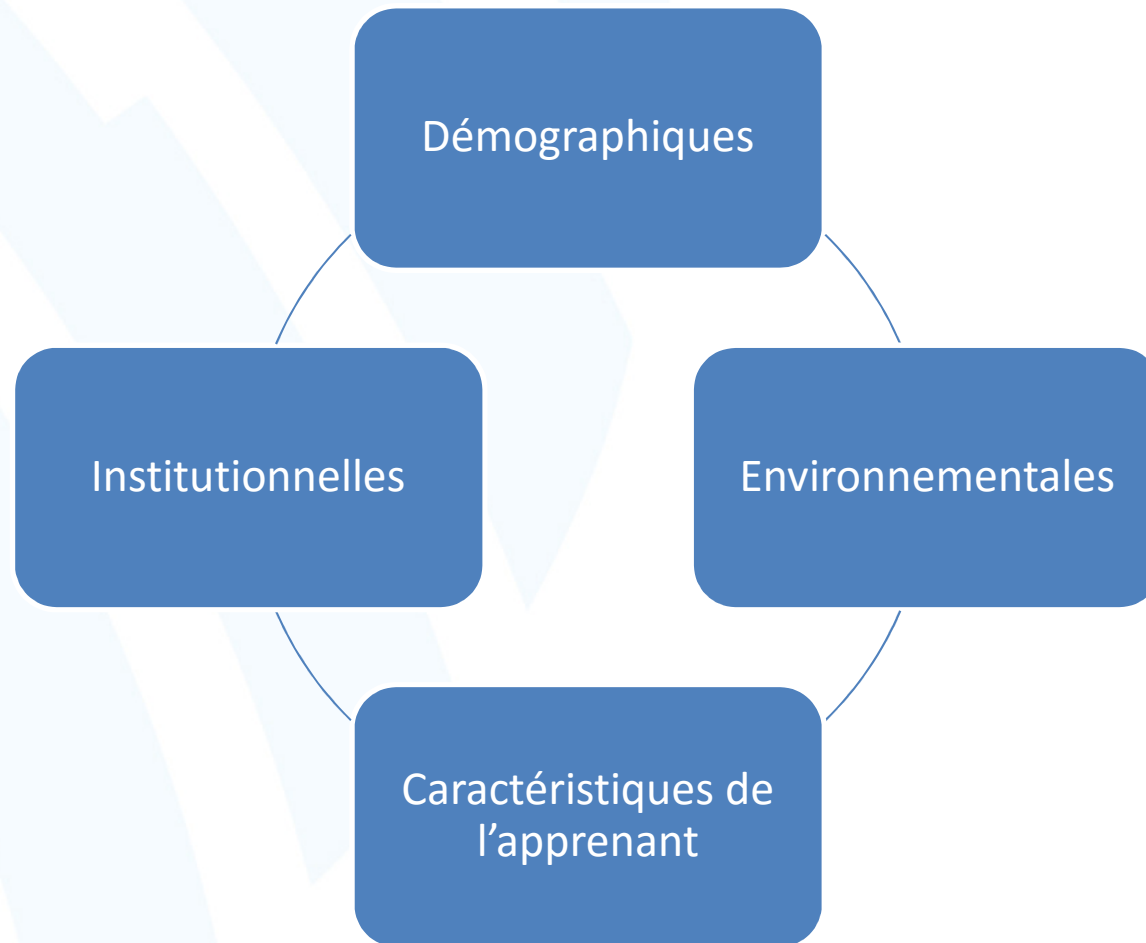 Démographiques
Institutionnelles
Environnementales
Caractéristiques de
l’apprenant